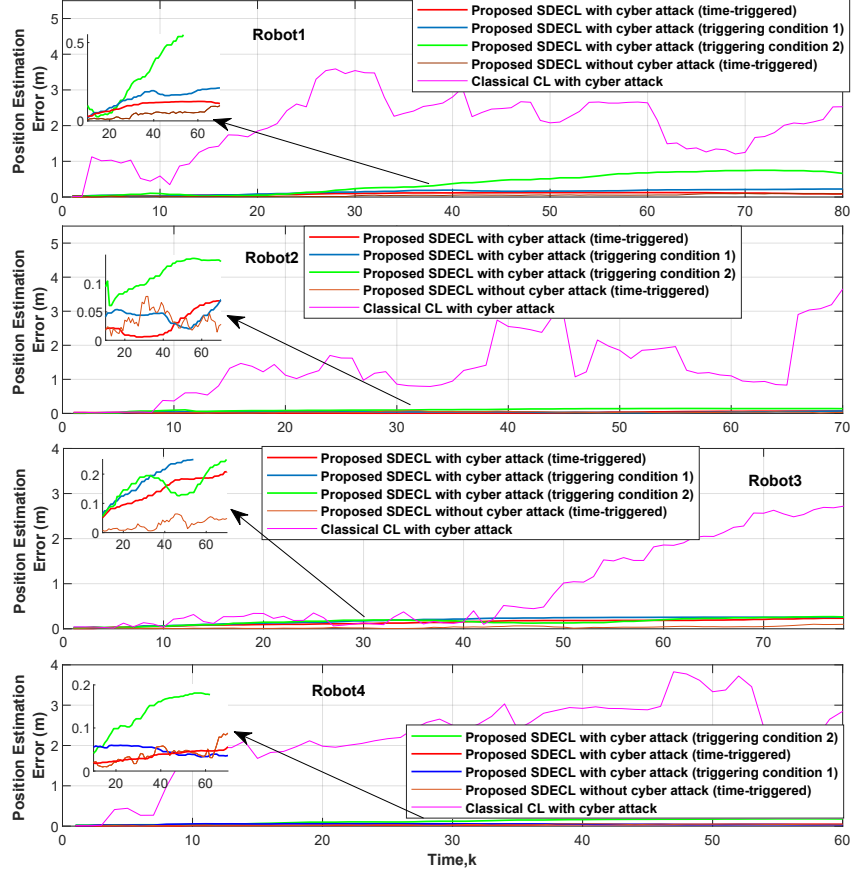 Position Estimation
Error (m)
Robot1
Proposed SDECL with cyber attack (time-triggered)
Proposed SDECL with cyber attack (triggering condition 1)
Proposed SDECL with cyber attack (triggering condition 2)
Proposed SDECL without cyber attack (time-triggered)
Classical CL with cyber attack
5
4
3
2
1
0
0.5
0
20
40
60
0
10
20
30
40
50
60
70
80
Position Estimation
Error (m)
Robot2
Proposed SDECL with cyber attack (time-triggered)
Proposed SDECL with cyber attack (triggering condition 1)
Proposed SDECL with cyber attack (triggering condition 2)
Proposed SDECL without cyber attack (time-triggered)
Classical CL with cyber attack
5
4
3
2
1
0
0.1
0.05
0
20
40
60
0
10
20
30
40
50
60
70
Position Estimation
Error (m)
Proposed SDECL with cyber attack (time-triggered)
Proposed SDECL with cyber attack (triggering condition 1)
Proposed SDECL with cyber attack (triggering condition 2)
Proposed SDECL without cyber attack (time-triggered)
Classical CL with cyber attack
Robot3
4
3
2
1
0
0.2
0.1
0
20
40
60
0
10
20
30
40
50
60
70
Position Estimation
Error (m)
Robot4
Proposed SDECL with cyber attack (triggering condition 2)
Proposed SDECL with cyber attack (time-triggered)
Proposed SDECL with cyber attack (triggering condition 1)
Proposed SDECL without cyber attack (time-triggered)
Classical CL with cyber attack
4
3
2
1
0
0.2
0.1
0
20
40
60
0
10
20
30
40
50
60
Time,k